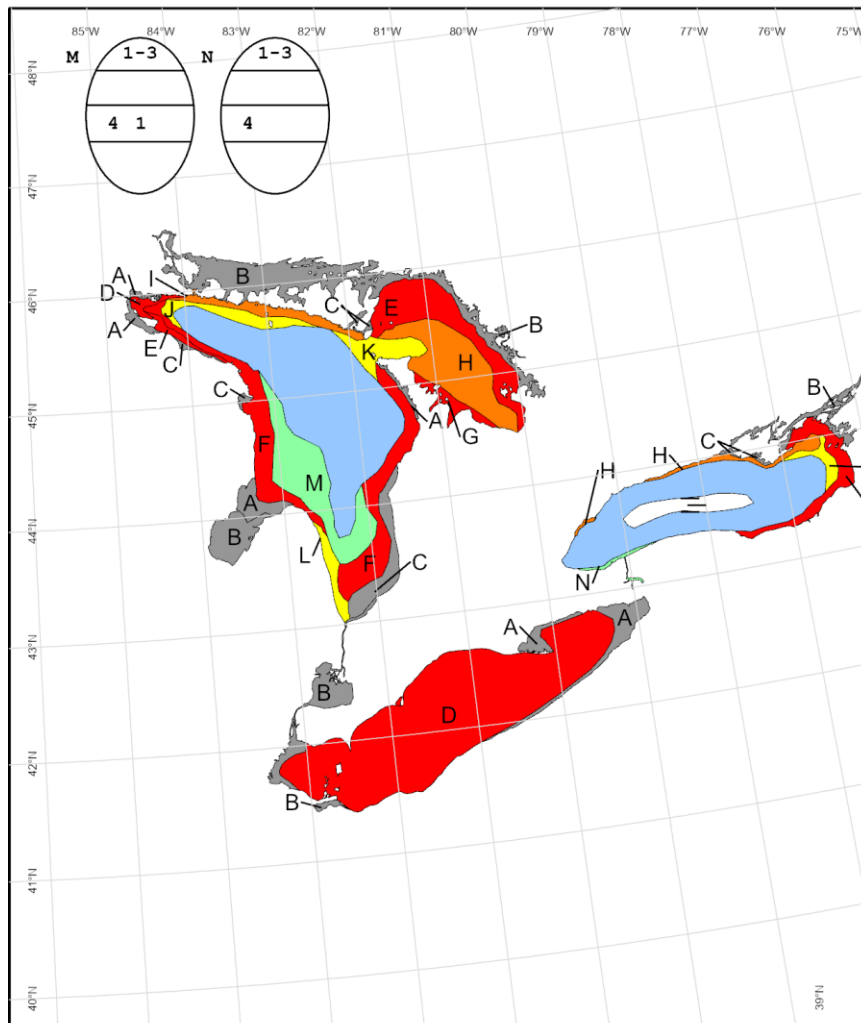 85°W 84°W 83°W 82°W 81°W 80°W 79°W 78°W 77°W 76°W 75°W
M 1-3 N 1-3
48°N
4 1 4
47°N
B
A I
D C E
46°N J B
A K
E H
C
C A G B
45°N F C
H
M H
A
44°N B
L F C N
A A
43°N
B
D
42°N
B
41°N
40°N 39°N